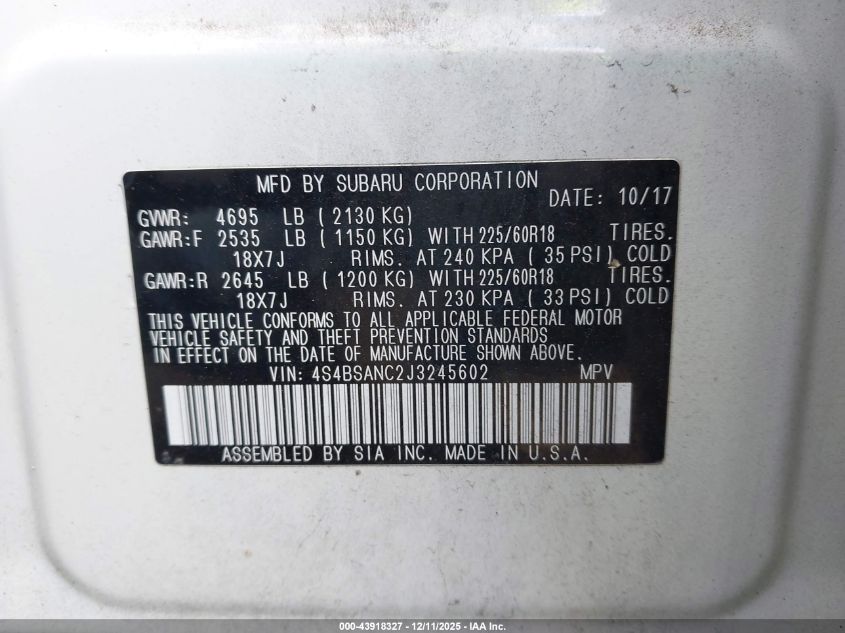 MFD BY SUBARU CORPORATION DATE: 10/17
GVWR: 4695 LB ( 2130 KG)
GAWR:F 2535 LB ( 1150 KG) WITH 225/60R18 TIRES.
18X7J RIMS. AT 240 KPA ( 35 PSI) COLD
GAWR:R 2645 LB ( 1200 KG) WITH 225/60R18 TIRES.
18X7J RIMS. AT 230 KPA ( 33 PSI) COLD
THIS VEHICLE CONFORMS TO ALL APPLICABLE FEDERAL MOTOR
VEHICLE SAFETY AND THEFT PREVENTION STANDARDS
IN EFFECT ON THE DATE OF MANUFACTURE SHOWN ABOVE.
VIN: 4S4BSANC2J3245602 MPV
ASSEMBLED BY SIA INC. MADE IN U.S.A.
000-43918327 - 12/11/2025 - IAA Inc.